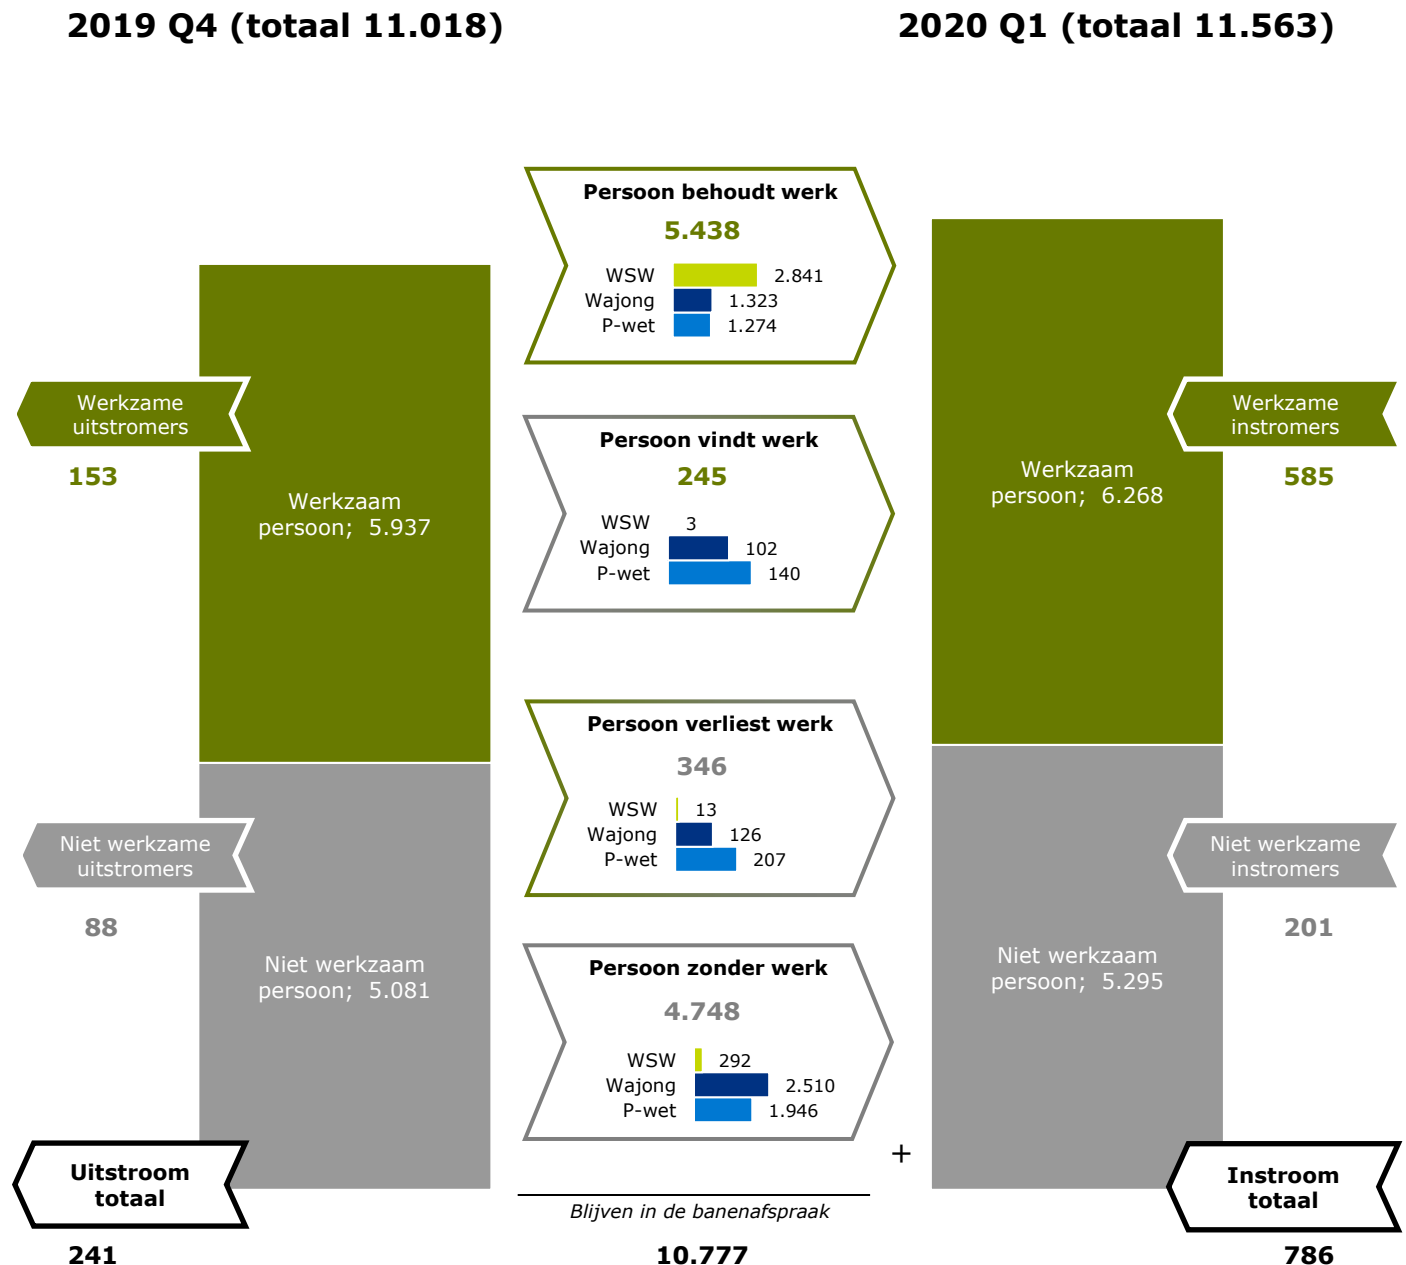 2019 Q4 (totaal 11.018)
2020 Q1 (totaal 11.563)
Werkzame
uitstromers
153
Werkzaam
persoon; 5.937
Niet werkzame
uitstromers
88
Niet werkzaam
persoon; 5.081
Uitstroom
totaal
241
Persoon behoudt werk
5.438
WSW 2.841
Wajong 1.323
P-wet 1.274
Persoon vindt werk
245
WSW 3
Wajong 102
P-wet 140
Persoon verliest werk
346
WSW 13
Wajong 126
P-wet 207
Persoon zonder werk
4.748
WSW 292
Wajong 2.510
P-wet 1.946
+
Blijven in de banenafspraak
10.777
Werkzaam
persoon; 6.268
Werkzame
instromers
585
Niet werkzame
instromers
201
Niet werkzaam
persoon; 5.295
Instroom
totaal
786